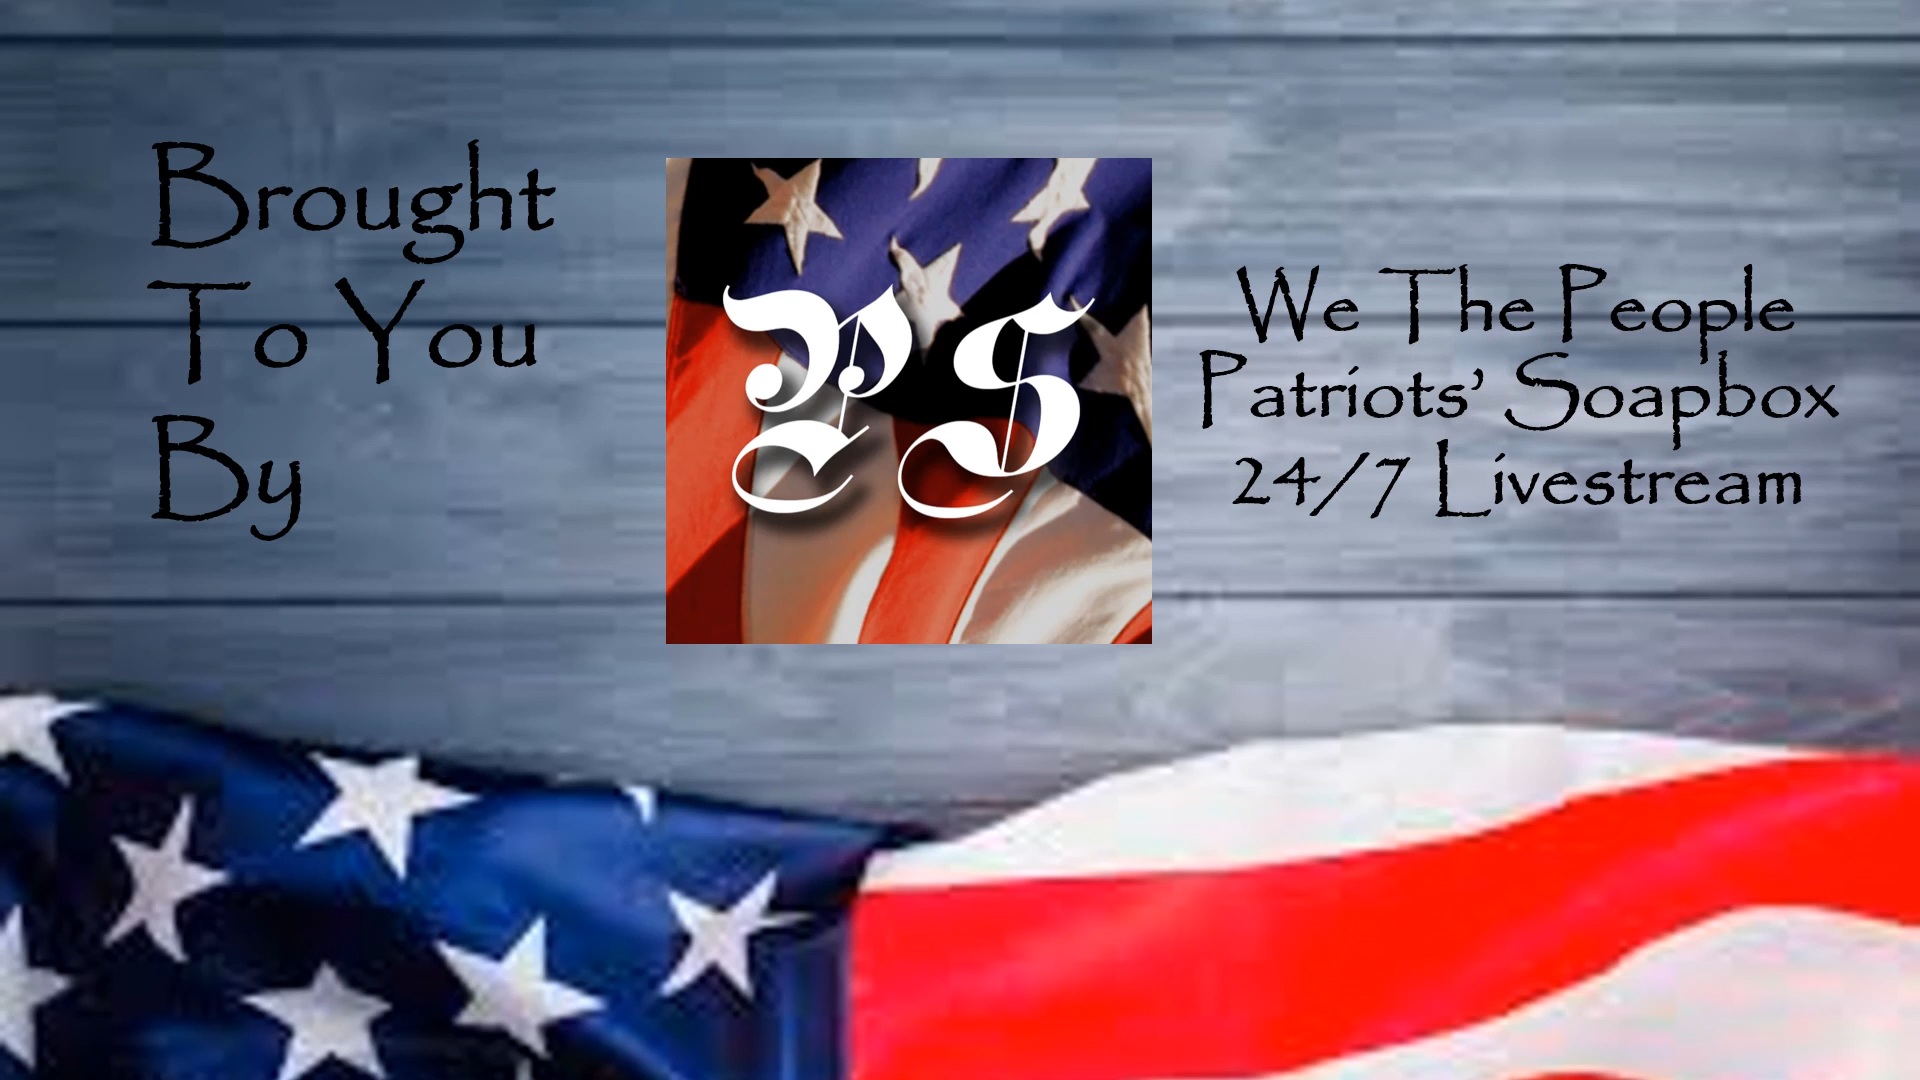 Brought
To You
By
PS
We The People
Patriots' Soapbox
24/7 Livestream